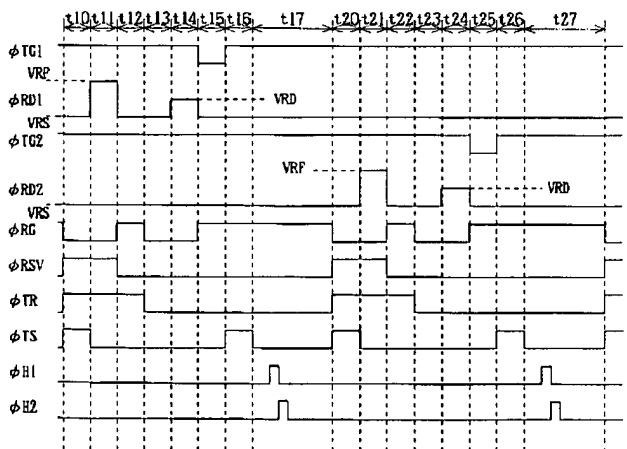 t10 t11 t12 t13 t14 t15 t16 t17 t20 t21 t22 t23 t24 t25 t26 t27
φTG1
VRP
φRD1 VRD
VRS
φTG2
VRF
φRD2 VRD
VRS
φRG
φRSV
φTR
φTS
φH1
φH2